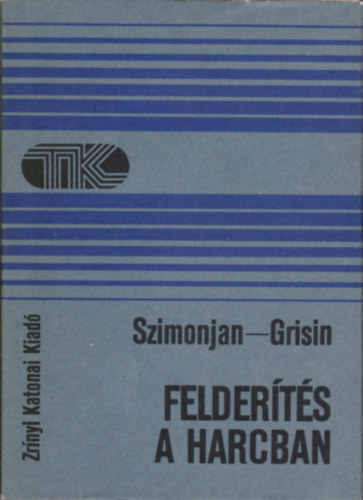 TK
Szimonjan—Grisin
FELDERÍTÉS
A HARCBAN
Zrínyi Katonai Kiadó